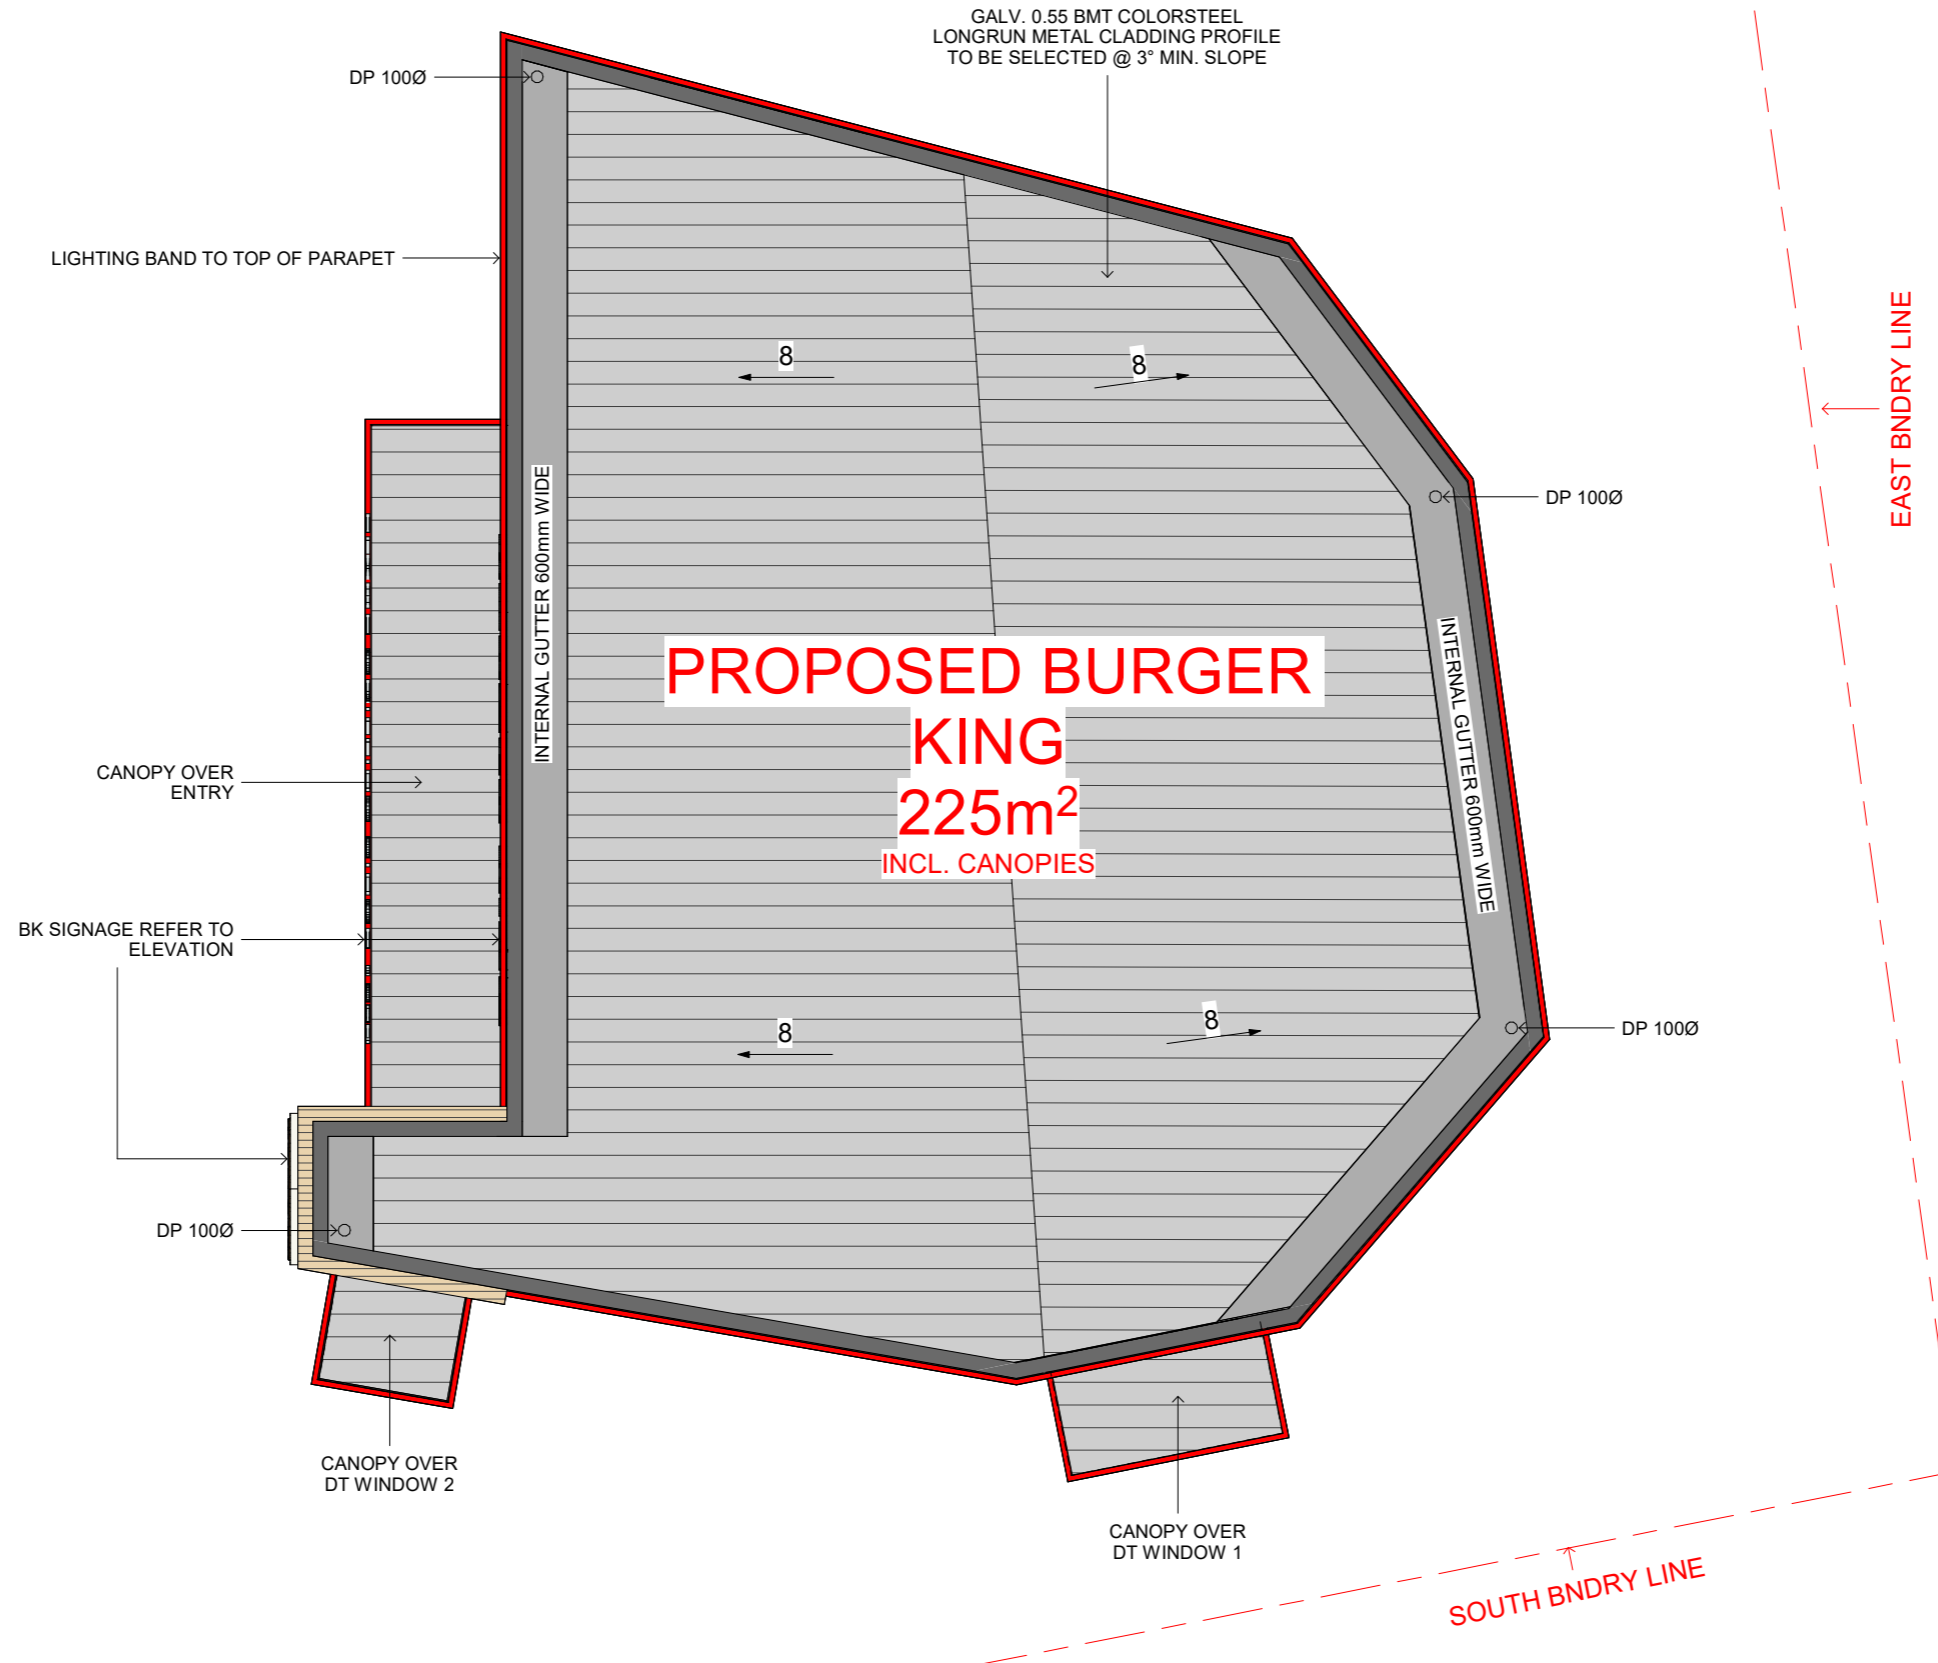 GALV. 0.55 BMT COLORSTEEL
LONGRUN METAL CLADDING PROFILE
TO BE SELECTED @ 3° MIN. SLOPE
DP 100Ø
LIGHTING BAND TO TOP OF PARAPET
EAST BNDRY LINE
8
8
INTERNAL GUTTER 600mm WIDE
DP 100Ø
PROPOSED BURGER
KING
225m²
INCL. CANOPIES
INTERNAL GUTTER 600mm WIDE
CANOPY OVER
ENTRY
BK SIGNAGE REFER TO
ELEVATION
8
8
DP 100Ø
DP 100Ø
CANOPY OVER
DT WINDOW 2
CANOPY OVER
DT WINDOW 1
SOUTH BNDRY LINE